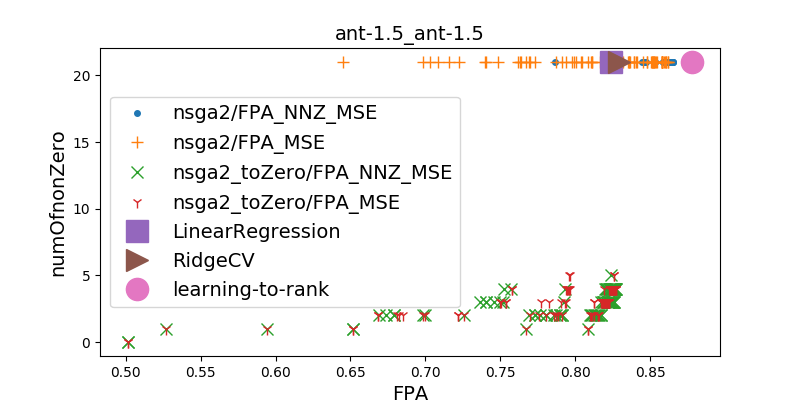 ant-1.5_ant-1.5
numOfnonZero
20
15
10
5
0
nsga2/FPA_NNZ_MSE
nsga2/FPA_MSE
nsga2_toZero/FPA_NNZ_MSE
nsga2_toZero/FPA_MSE
LinearRegression
RidgeCV
learning-to-rank
0.50 0.55 0.60 0.65 0.70 0.75 0.80 0.85
FPA